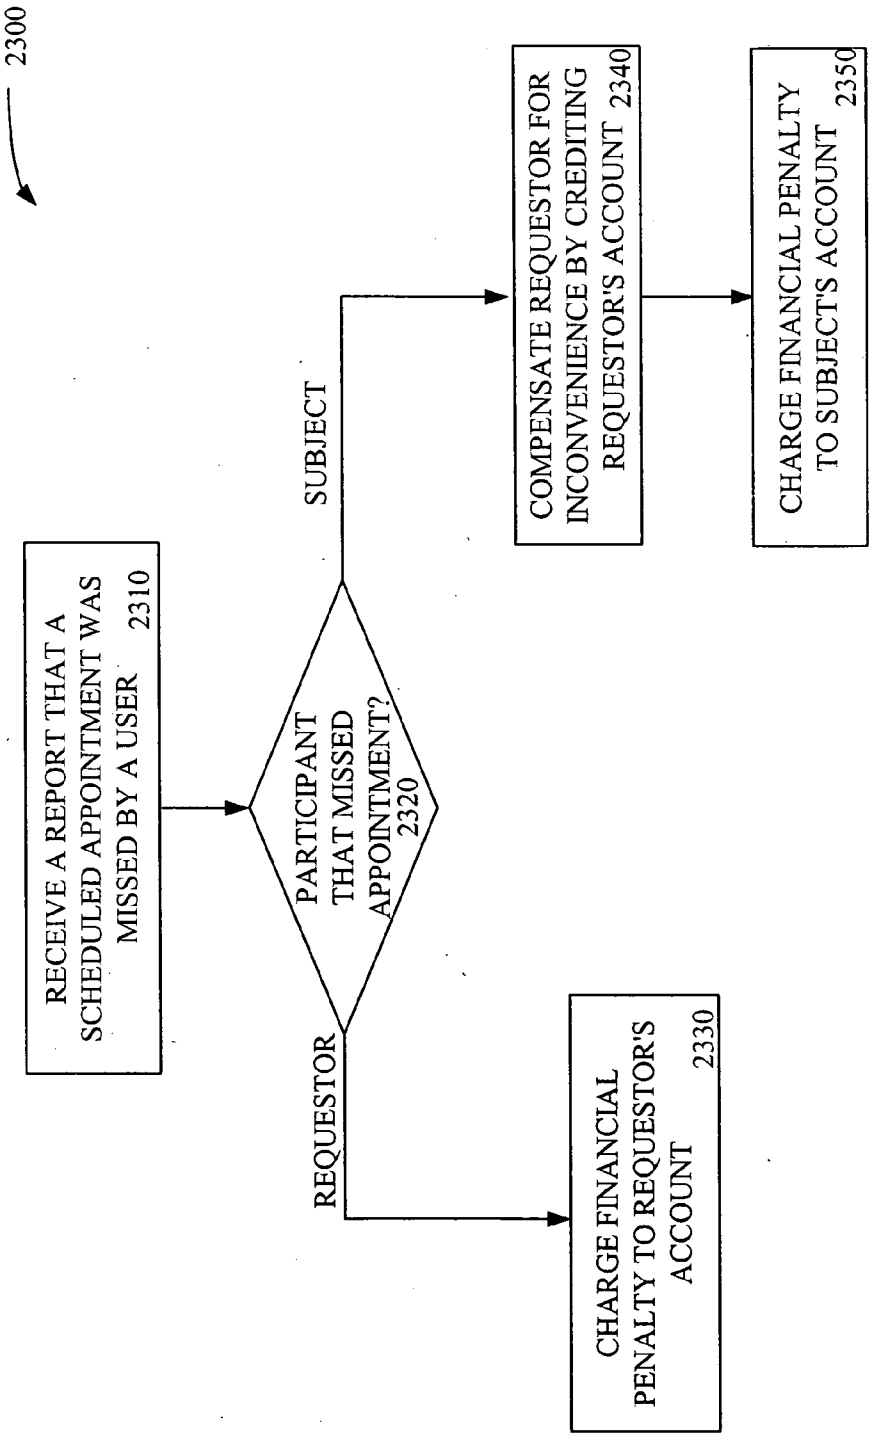 2300
RECEIVE A REPORT THAT A
SCHEDULED APPOINTMENT WAS
MISSED BY A USER 2310
PARTICIPANT
THAT MISSED
APPOINTMENT?
2320
REQUESTOR
SUBJECT
CHARGE FINANCIAL
PENALTY TO REQUESTOR'S
ACCOUNT 2330
COMPENSATE REQUESTOR FOR
INCONVENIENCE BY CREDITING
REQUESTOR'S ACCOUNT 2340
CHARGE FINANCIAL PENALTY
TO SUBJECT'S ACCOUNT
2350